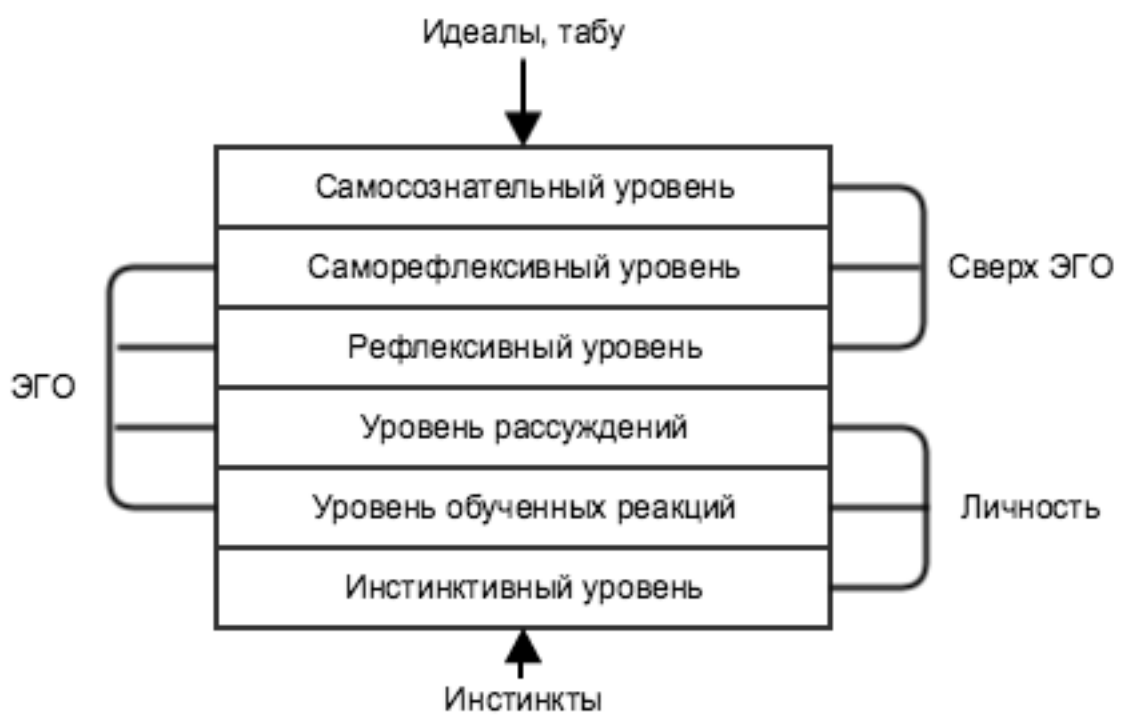 Идеалы, табу
Самосознательный уровень
Саморефлексивный уровень
Сверх ЭГО
Рефлексивный уровень
ЭГО
Уровень рассуждений
Уровень обученных реакций
Личность
Инстинктивный уровень
Инстинкты